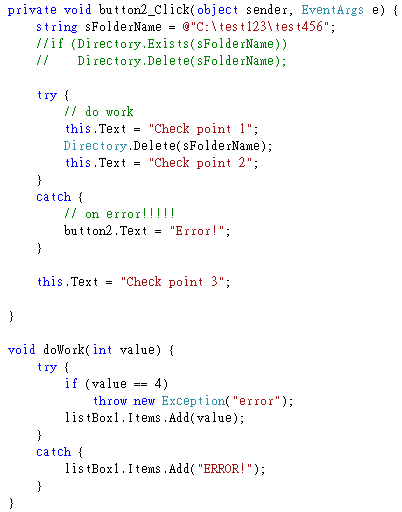 private void button2_Click(object sender, EventArgs e) {
    string sFolderName = @"C:\test123\test456";
    //if (Directory.Exists(sFolderName))
    //    Directory.Delete(sFolderName);

    try {
        // do work
        this.Text = "Check point 1";
        Directory.Delete(sFolderName);
        this.Text = "Check point 2";
    }
    catch {
        // on error!!!!!
        button2.Text = "Error!";
    }

    this.Text = "Check point 3";

}

void doWork(int value) {
    try {
        if (value == 4)
            throw new Exception("error");
        listBox1.Items.Add(value);
    }
    catch {
        listBox1.Items.Add("ERROR!");
    }
}